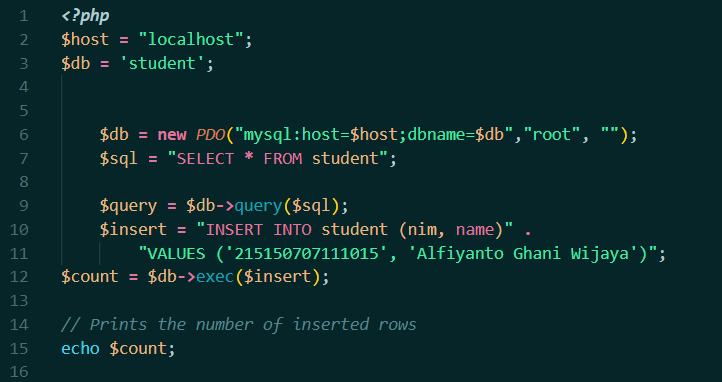 1 <?php
2 $host = "localhost";
3 $db = 'student';
4
5
6 $db = new PDO("mysql:host=$host;dbname=$db","root", "");
7 $sql = "SELECT * FROM student";
8
9 $query = $db->query($sql);
10 $insert = "INSERT INTO student (nim, name)" .
11 "VALUES ('215150707111015', 'Alfiyanto Ghani Wijaya')";
12 $count = $db->exec($insert);
13
14 // Prints the number of inserted rows
15 echo $count;
16